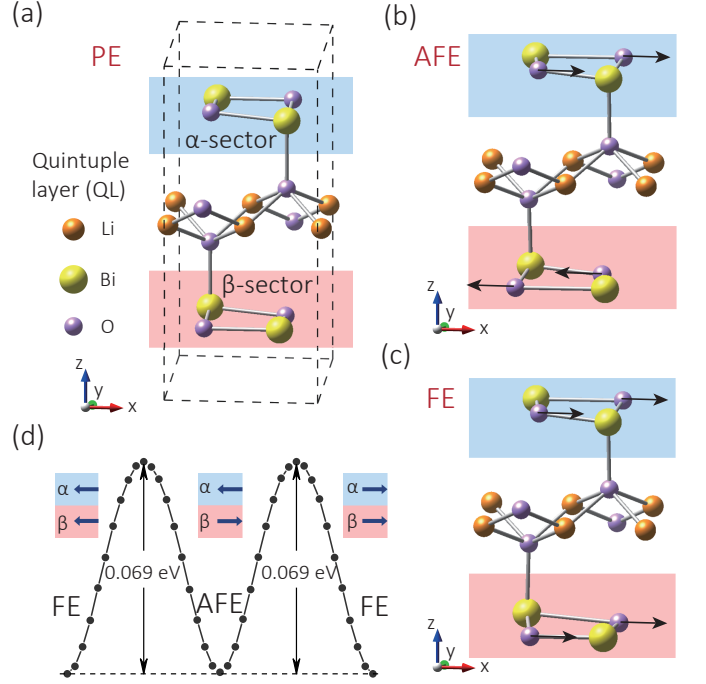 (a)
PE
α-sector
Quintuple
layer (QL)
Li
Bi
O
β-sector
z
y
x
(b)
AFE
z
y
x
(c)
FE
z
y
x
(d)
α
β
α
β
α
β
0.069 eV
0.069 eV
FE
AFE
FE